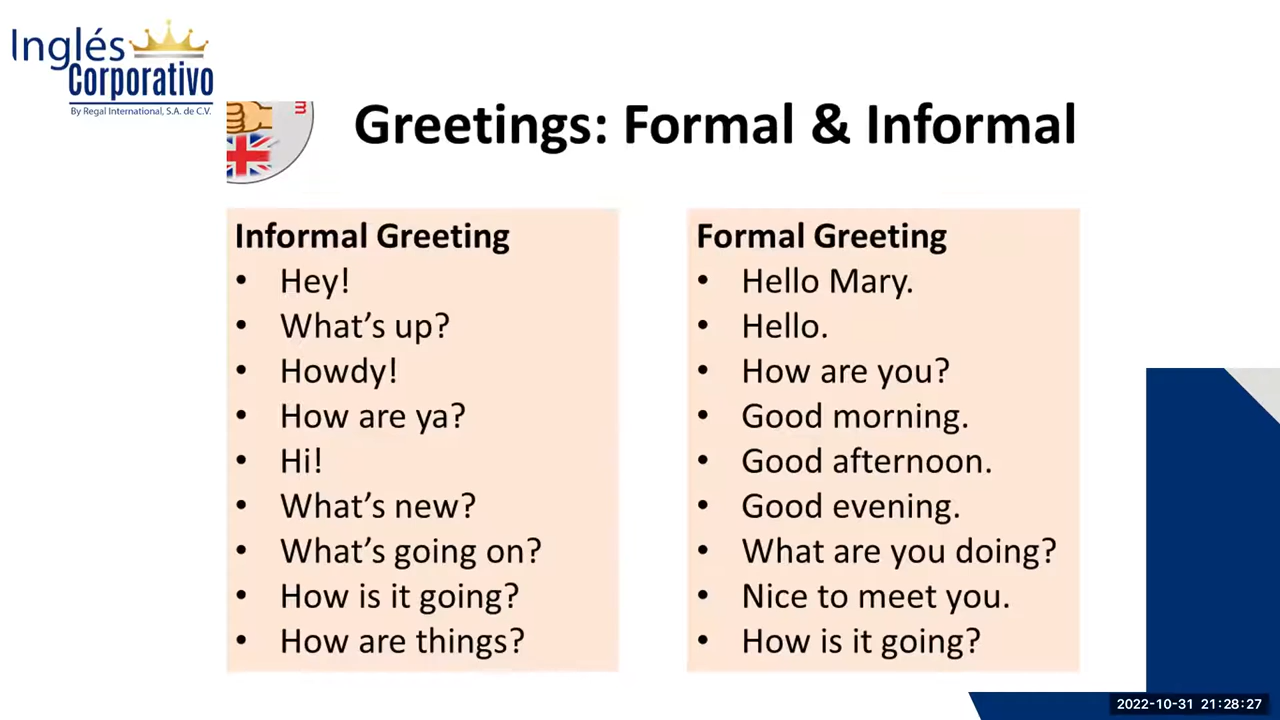 Inglés
Corporativo
By Regal International, S.A. de C.V.
m
Greetings: Formal & Informal
Informal Greeting
• Hey!
• What's up?
• Howdy!
• How are ya?
• Hi!
• What's new?
• What's going on?
• How is it going?
• How are things?
Formal Greeting
• Hello Mary.
• Hello.
• How are you?
• Good morning.
• Good afternoon.
• Good evening.
• What are you doing?
• Nice to meet you.
• How is it going?
2022-10-31 21:28:27